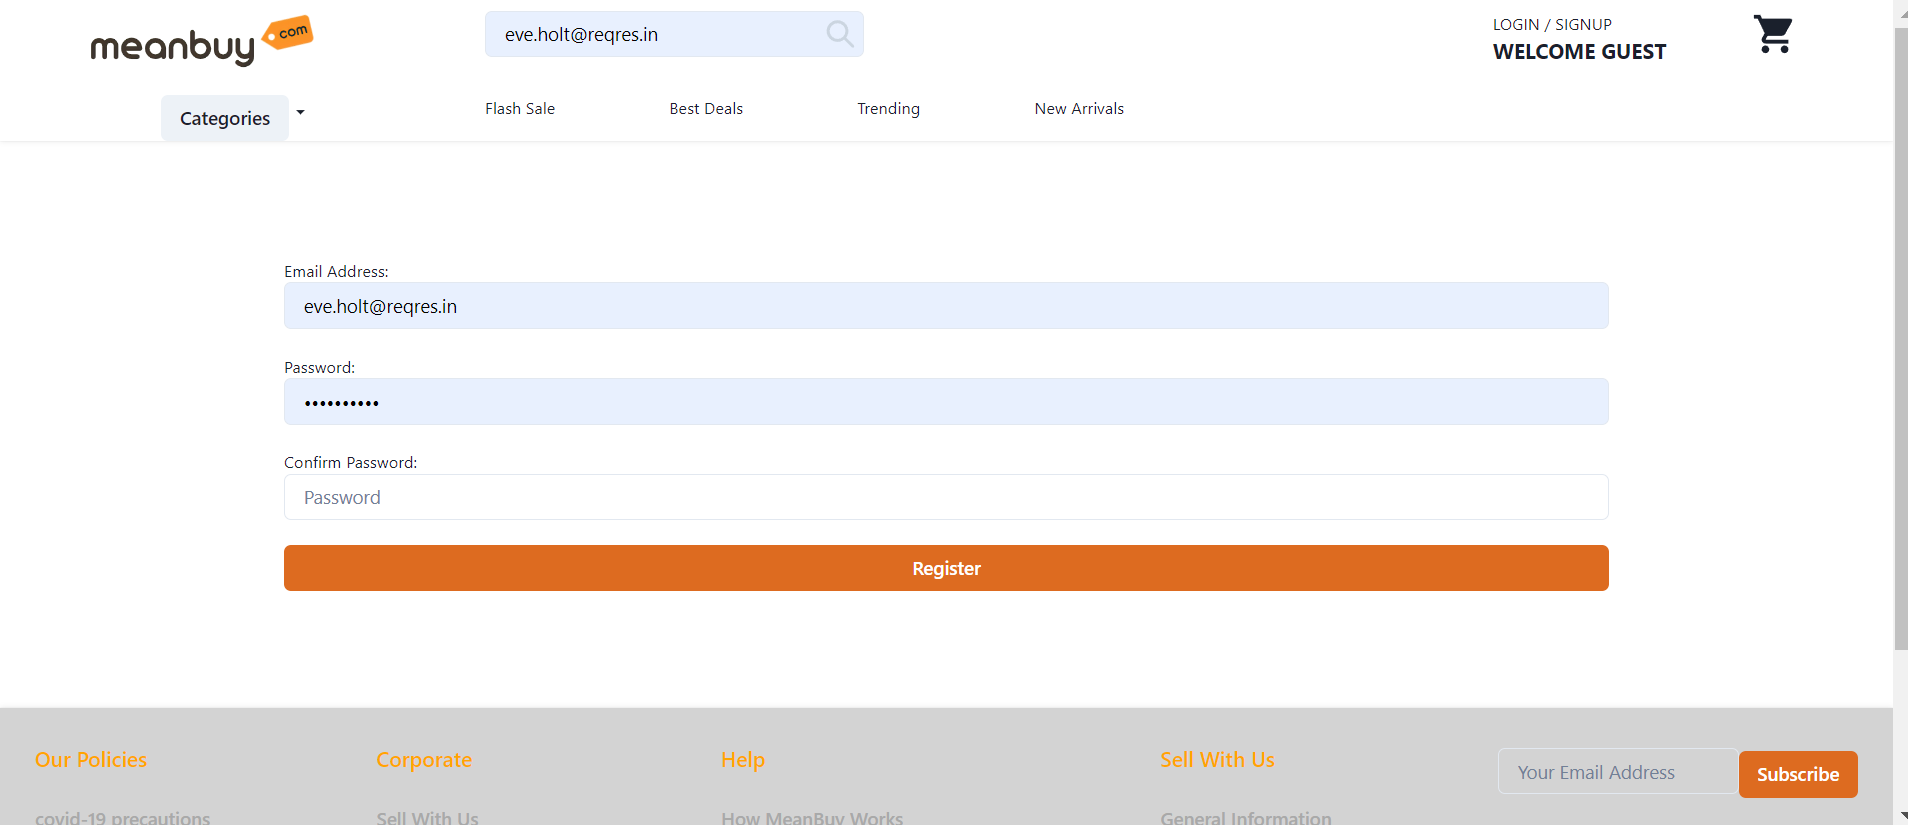 meanbuy com
eve.holt@reqres.in
LOGIN / SIGNUP
WELCOME GUEST
Categories
Flash Sale
Best Deals
Trending
New Arrivals
Email Address:
eve.holt@reqres.in
Password:
••••••••••
Confirm Password:
Password
Register
Our Policies
Corporate
Help
Sell With Us
Your Email Address
Subscribe
covid-19 precautions
Sell With Us
How MeanBuy Works
General Information